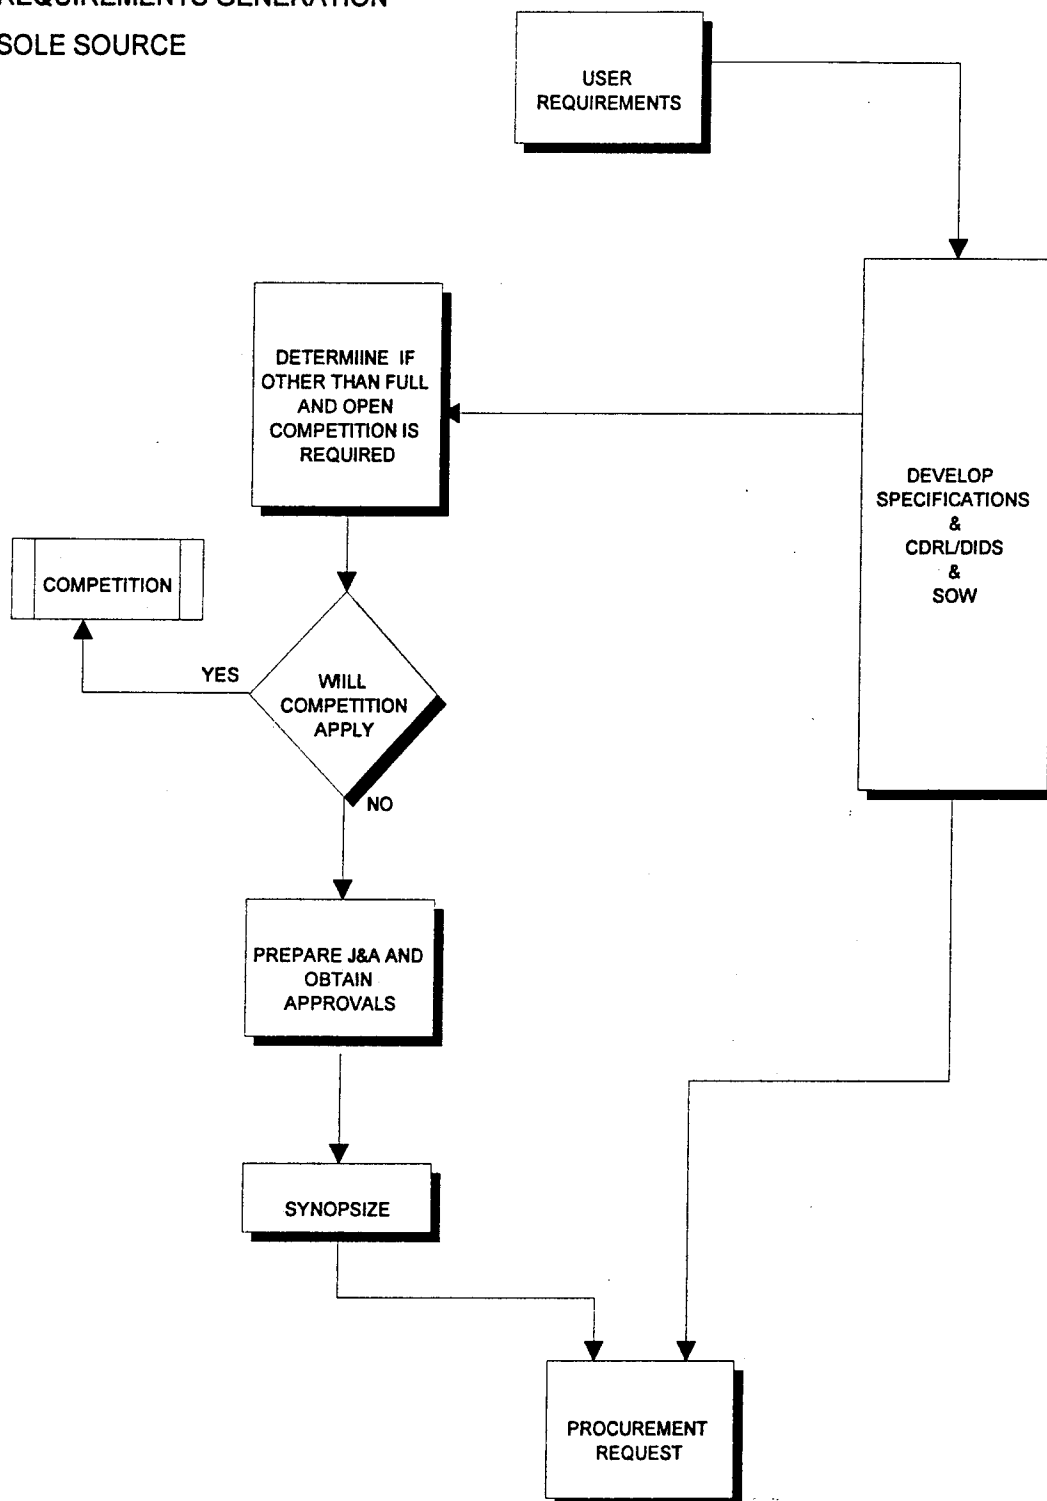 REQUIREMENTS GENERATION
SOLE SOURCE
USER
REQUIREMENTS
DETERMIINE IF
OTHER THAN FULL
AND OPEN
COMPETITION IS
REQUIRED
DEVELOP
SPECIFICATIONS
&
CDRL/DIDS
&
SOW
COMPETITION
YES
WIILL
COMPETITION
APPLY
NO
PREPARE J&A AND
OBTAIN
APPROVALS
SYNOPSIZE
PROCUREMENT
REQUEST